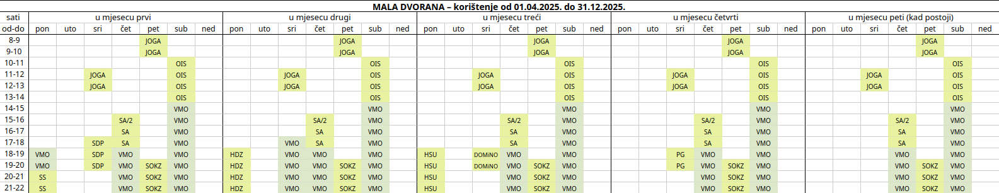 MALA DVORANA – korištenje od 01.04.2025. do 31.12.2025.
sati u mjesecu prvi u mjesecu drugi u mjesecu treći u mjesecu četvrti u mjesecu peti (kad postoji)
od-do pon uto sri čet pet sub ned pon uto sri čet pet sub ned pon uto sri čet pet sub ned pon uto sri čet pet sub ned pon uto sri čet pet sub ned
8-9 JOGA JOGA JOGA JOGA JOGA
9-10 JOGA JOGA JOGA JOGA JOGA
10-11 OIS OIS OIS OIS OIS
11-12 JOGA OIS JOGA OIS JOGA OIS JOGA OIS JOGA OIS
12-13 JOGA OIS JOGA OIS JOGA OIS JOGA OIS JOGA OIS
13-14 OIS OIS OIS OIS OIS
14-15 VMO VMO VMO VMO VMO
15-16 SA/2 VMO SA/2 VMO SA/2 VMO SA/2 VMO SA/2 VMO
16-17 SA VMO SA VMO SA VMO SA VMO SA VMO
17-18 SDP SA VMO VMO SA VMO SA VMO SA VMO SA VMO
18-19 VMO SDP VMO VMO HDZ VMO VMO VMO HSU DOMiNO VMO VMO PG VMO VMO VMO VMO
19-20 VMO SDP VMO SOKZ VMO HDZ VMO VMO SOKZ VMO HSU DOMiNO VMO SOKZ VMO PG VMO SOKZ VMO VMO SOKZ VMO
20-21 SS VMO SOKZ VMO HDZ VMO VMO SOKZ VMO HSU VMO SOKZ VMO VMO SOKZ VMO VMO SOKZ VMO
21-22 SS VMO SOKZ VMO HDZ VMO VMO SOKZ VMO HSU VMO SOKZ VMO VMO SOKZ VMO VMO SOKZ VMO